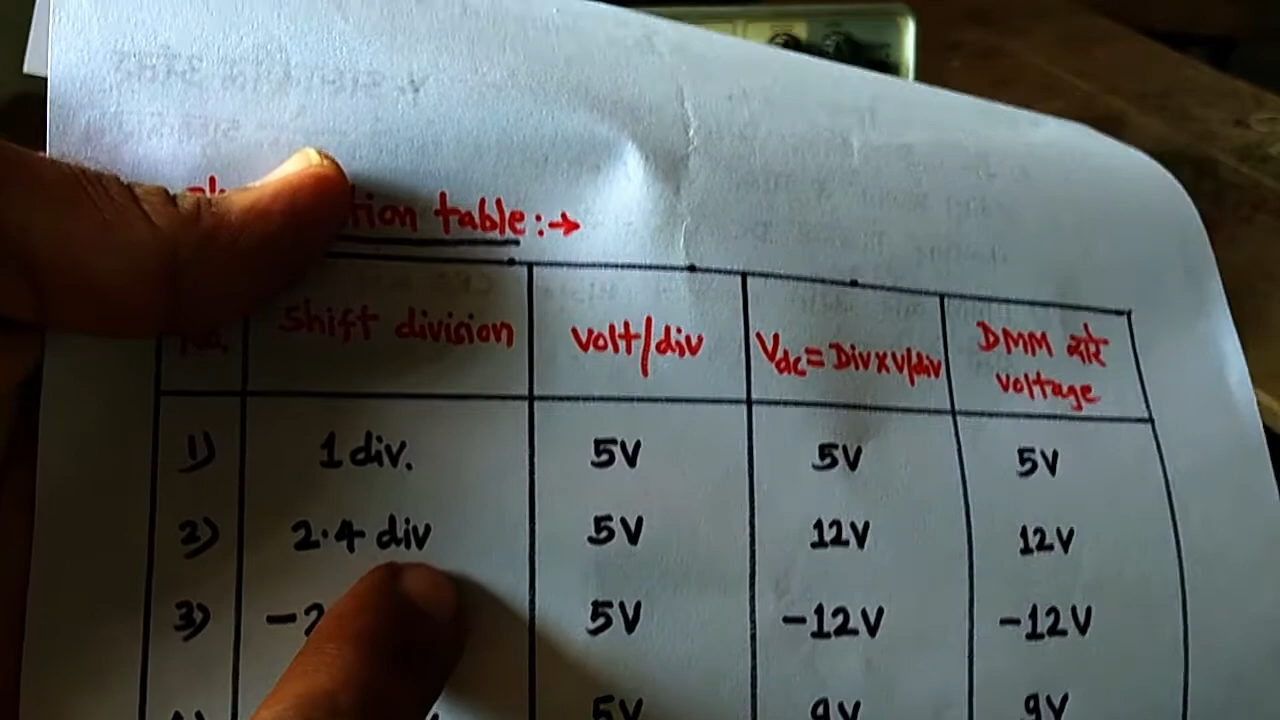 tion table:→
Shift division
Volt/div
Vdc = Div x V/div
DMM वारे
voltage
1) 1 div. 5V 5V 5V
2) 2.4 div 5V 12V 12V
3) -2 5V -12V -12V
5V 9V 9V